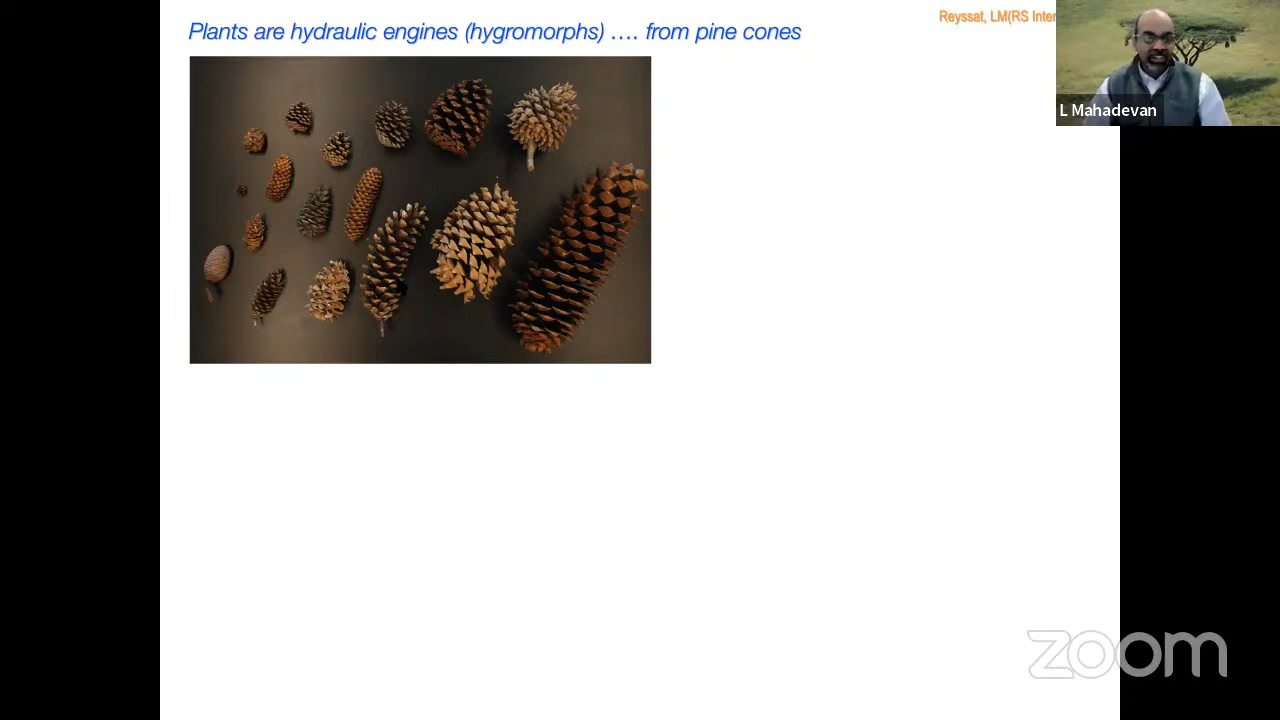 Plants are hydraulic engines (hygromorphs) …. from pine cones
Reyssat, LM(RS Inter
L Mahadevan
zoom